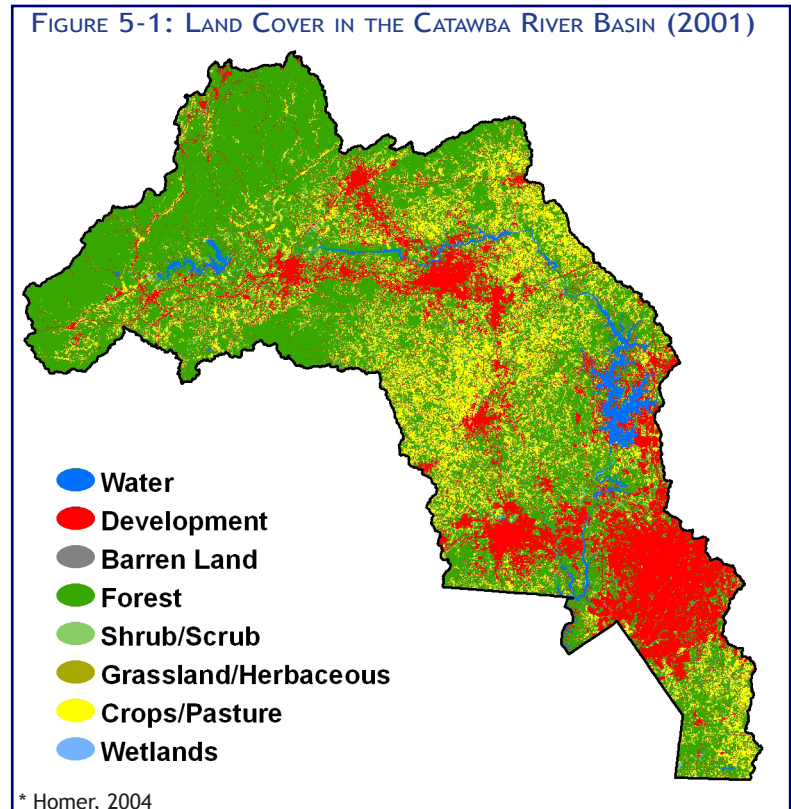 FIGURE 5-1: LAND COVER IN THE CATAWBA RIVER BASIN (2001)
Water
Development
Barren Land
Forest
Shrub/Scrub
Grassland/Herbaceous
Crops/Pasture
Wetlands
* Homer, 2004